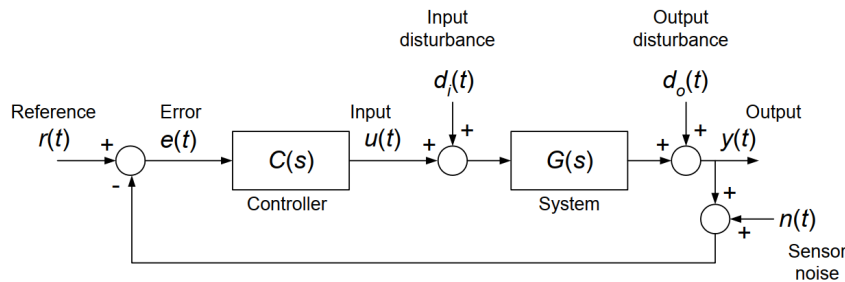 Input
disturbance
d_i(t)
Output
disturbance
d_o(t)
Reference
r(t)
+
-
Error
e(t)
C(s)
Controller
Input
u(t)
+
+
G(s)
System
+
+
Output
y(t)
+
+
n(t)
Sensor
noise